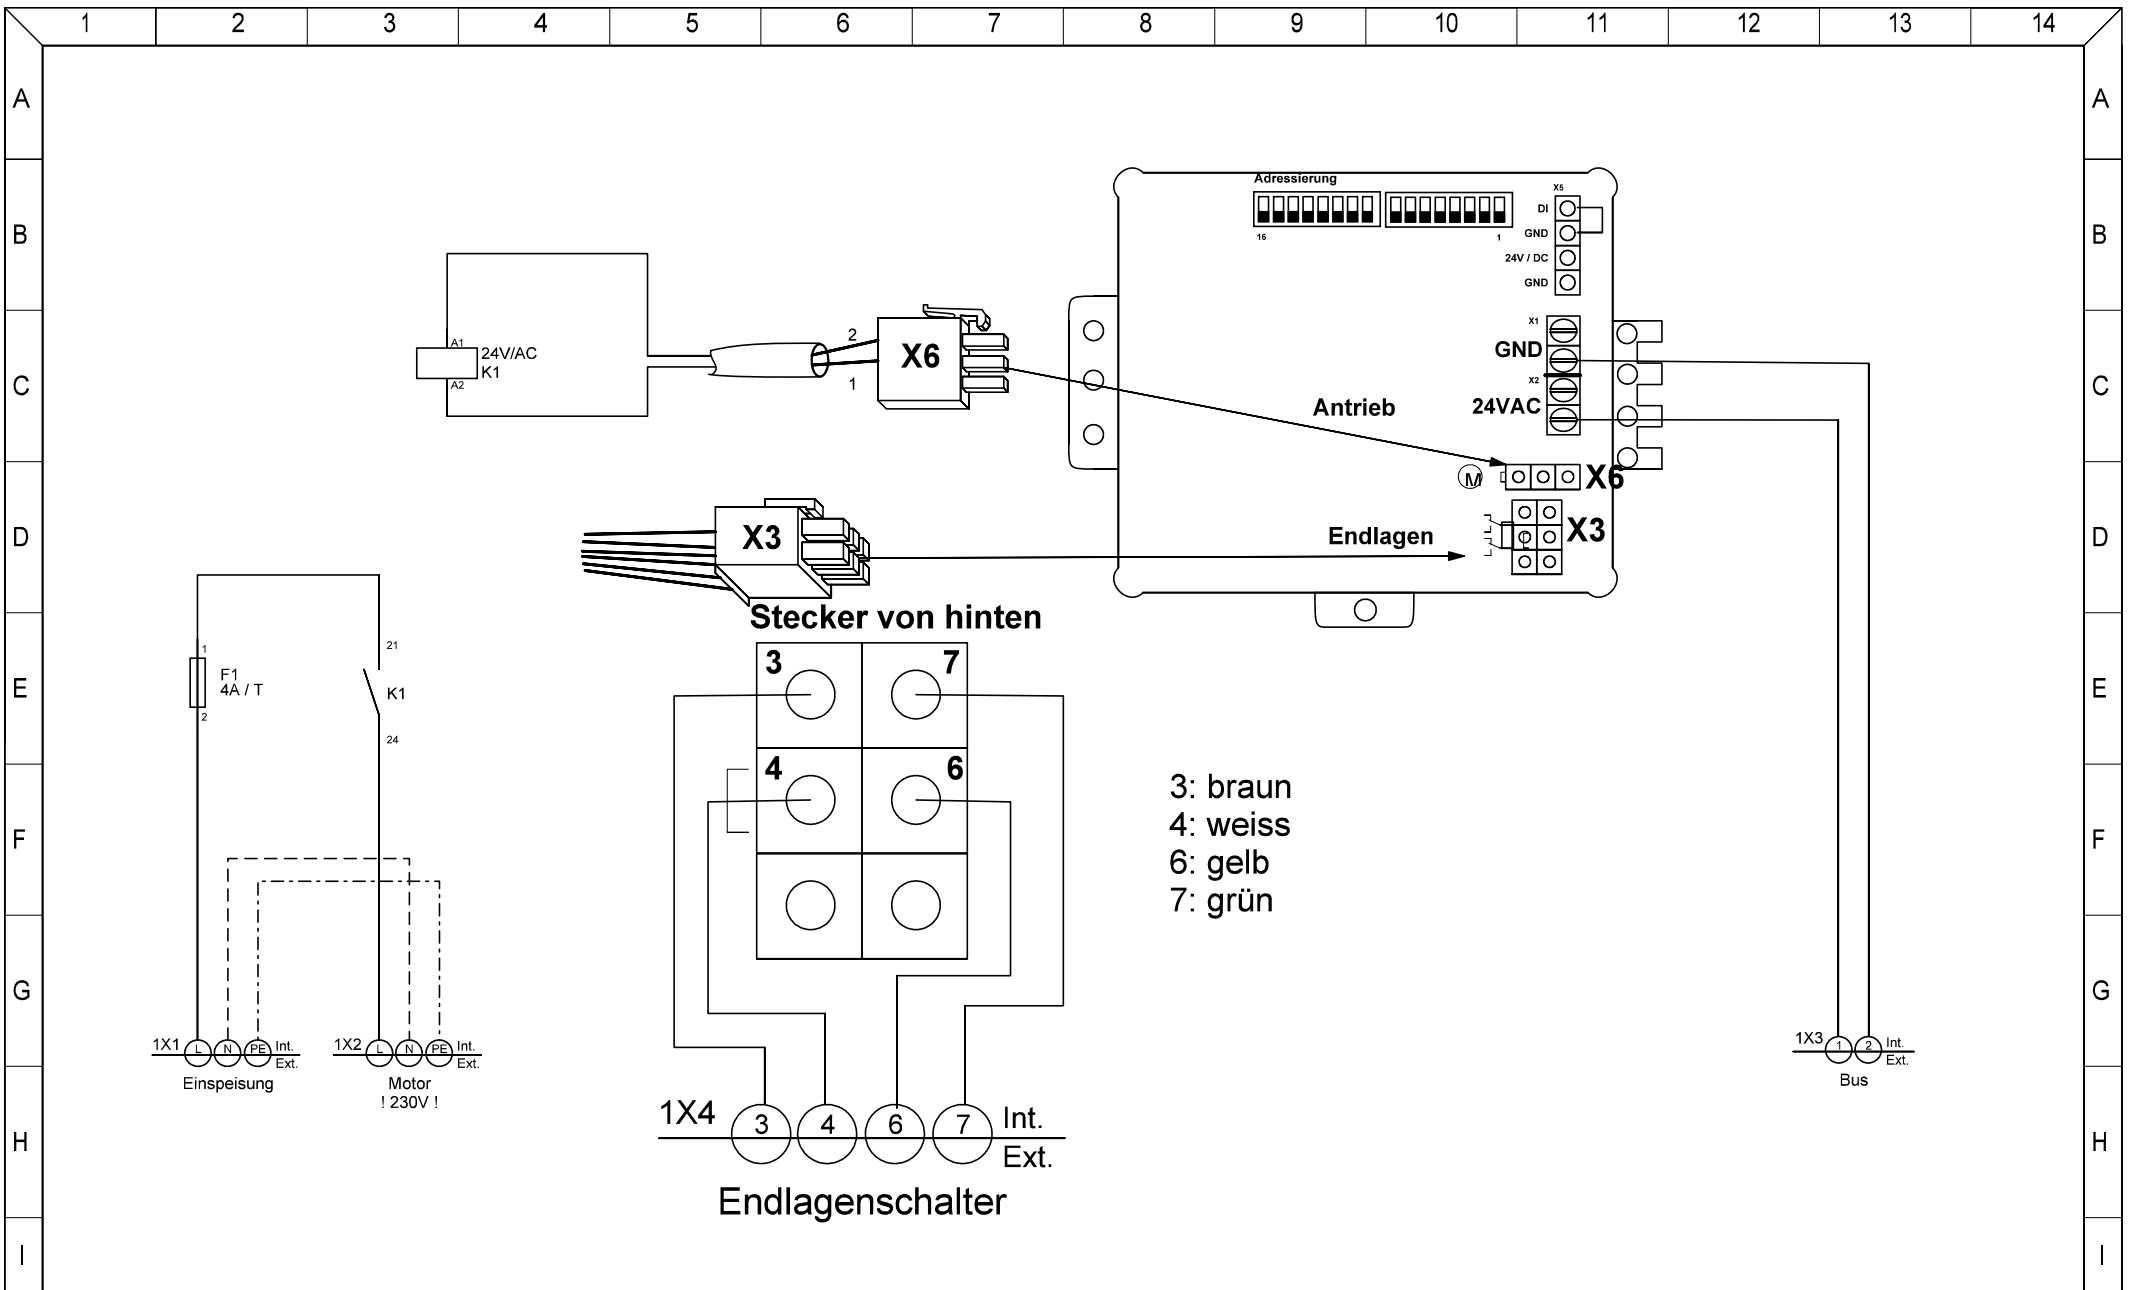 1 2 3 4 5 6 7 8 9 10 11 12 13 14
A A
B B
C C
D D
E E
F F
G G
H H
I I
Adressierung
16 1
X5
DI
GND
24V / DC
GND
X1
GND
X2
24VAC
Antrieb
M X6
Endlagen X3
A1
24V/AC
K1
A2
2
1
X6
X3
Stecker von hinten
3 7
4 6
3: braun
4: weiss
6: gelb
7: grün
1
F1
4A / T
2
21
K1
24
1X1 L N PE Int.
Ext.
Einspeisung
1X2 L N PE Int.
Ext.
Motor
! 230V !
1X4 3 4 6 7 Int.
Ext.
Endlagenschalter
1X3 1 2 Int.
Ext.
Bus